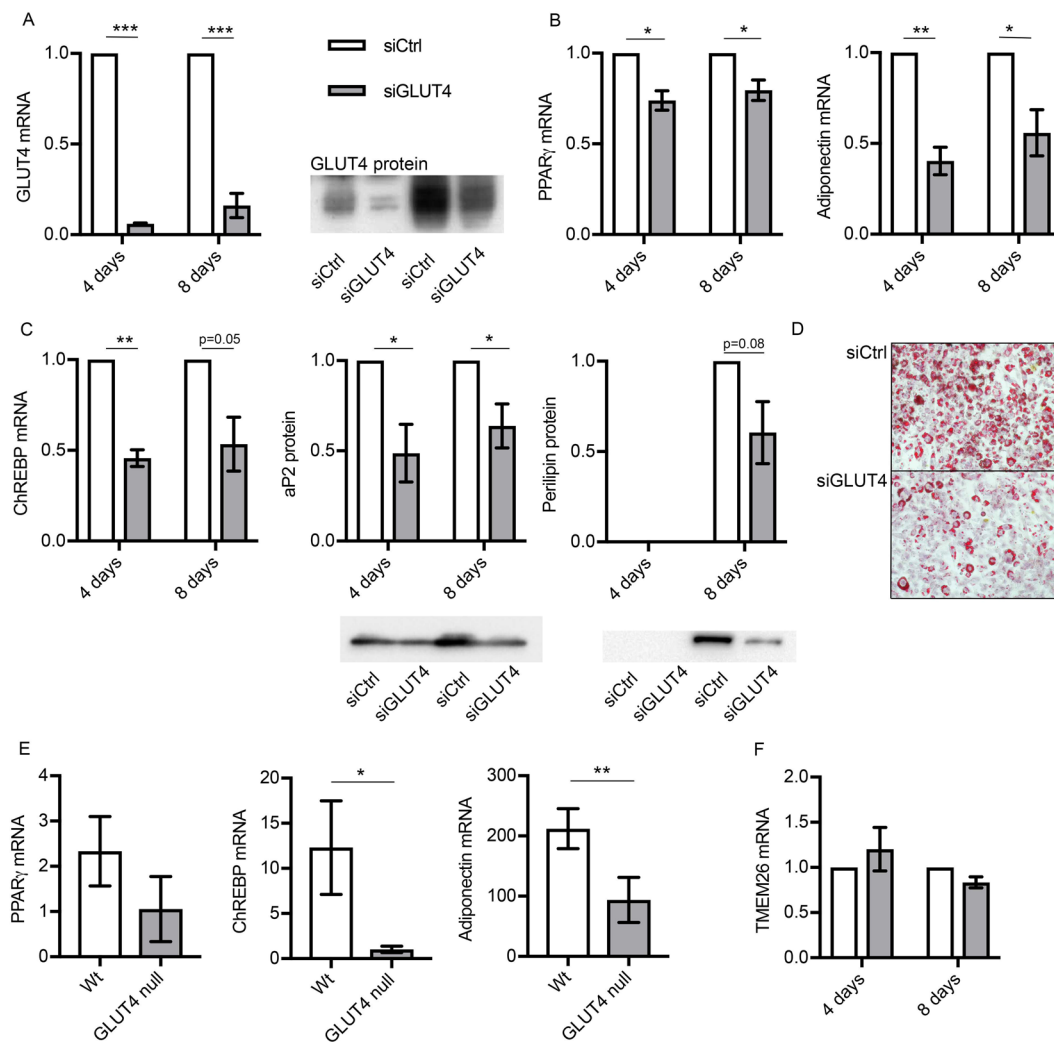 A
***
***
1.0
0.5
0.0
GLUT4 mRNA
4 days
8 days
siCtrl
siGLUT4
GLUT4 protein
siCtrl
siGLUT4
siCtrl
siGLUT4
B
*
*
1.0
0.5
0.0
PPARγ mRNA
4 days
8 days
**
*
1.0
0.5
0.0
Adiponectin mRNA
4 days
8 days
C
**
p=0.05
1.0
0.5
0.0
ChREBP mRNA
4 days
8 days
*
*
1.0
0.5
0.0
aP2 protein
4 days
8 days
siCtrl
siGLUT4
siCtrl
siGLUT4
p=0.08
1.0
0.5
0.0
Perilipin protein
4 days
8 days
siCtrl
siGLUT4
siCtrl
siGLUT4
D
siCtrl
siGLUT4
E
4
3
2
1
0
PPARγ mRNA
Wt
GLUT4 null
*
20
15
10
5
0
ChREBP mRNA
Wt
GLUT4 null
**
300
200
100
0
Adiponectin mRNA
Wt
GLUT4 null
F
2.0
1.5
1.0
0.5
0.0
TMEM26 mRNA
4 days
8 days